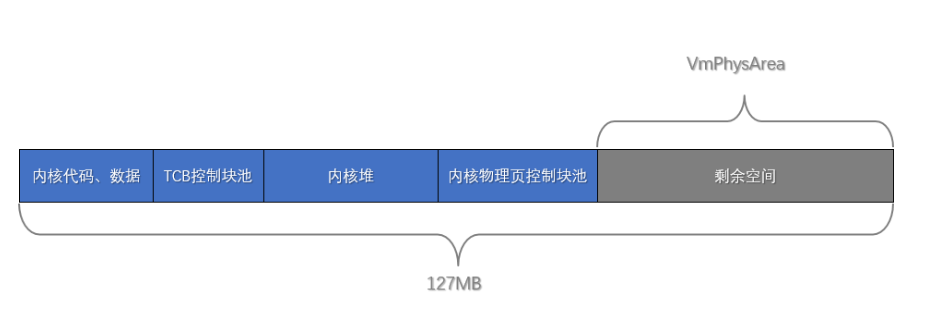 VmPhysArea
内核代码、数据
TCB控制块池
内核堆
内核物理页控制块池
剩余空间
127MB